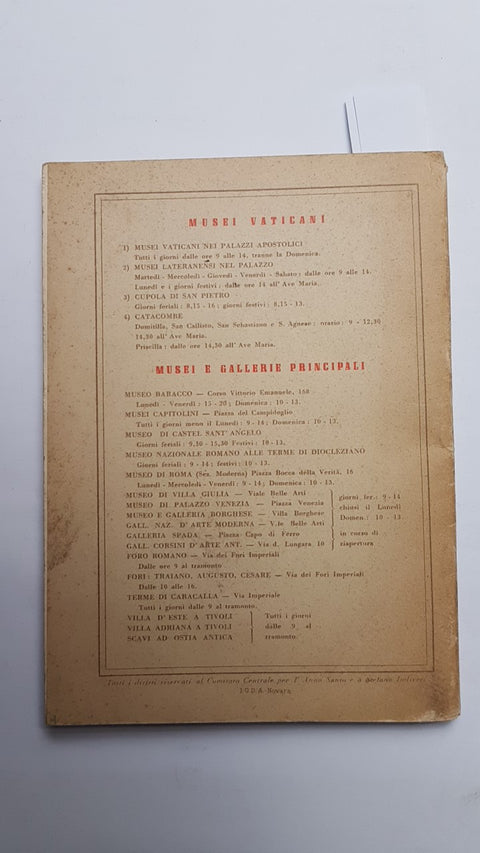 MUSEI VATICANI
1) MUSEI VATICANI NEI PALAZZI APOSTOLICI
Tutti i giorni dalle ore 9 alle 14, tranne la Domenica.
2) MUSEI LATERANENSI NEL PALAZZO
Martedì - Mercoledì - Giovedì - Venerdì - Sabato: dalle ore 9 alle 14.
Lunedì e i giorni festivi: dalle ore 14 all'Ave Maria.
3) CUPOLA DI SAN PIETRO
Giorni feriali: 8,15 - 16; giorni festivi: 8,15 - 13.
4) CATACOMBE
Domitilla, San Callisto, San Sebastiano e S. Agnese: orario: 9 - 12,30
14,30 all'Ave Maria.
Priscilla: dalle ore 14,30 all'Ave Maria.
MUSEI E GALLERIE PRINCIPALI
MUSEO BARACCO — Corso Vittorio Emanuele, 168
Lunedì - Venerdì: 15 - 20; Domenica: 10 - 13.
MUSEI CAPITOLINI — Piazza del Campidoglio
Tutti i giorni meno il Lunedì: 9 - 14; Domenica: 10 - 13.
MUSEO DI CASTEL SANT'ANGELO
Giorni feriali: 9,30 - 15,30 Festivi: 10 - 13.
MUSEO NAZIONALE ROMANO ALLE TERME DI DIOCLEZIANO
Giorni feriali: 9 - 14; festivi: 10 - 13.
MUSEO DI ROMA (Sez. Moderna) Piazza Bocca della Verità, 16
Lunedì - Mercoledì - Venerdì: 9 - 14; Domenica: 10 - 13.
MUSEO DI VILLA GIULIA — Viale Belle Arti
MUSEO DI PALAZZO VENEZIA — Piazza Venezia
MUSEO E GALLERIA BORGHESE — Villa Borghese
GALL. NAZ. D'ARTE MODERNA — V.le Belle Arti
giorni fer.: 9 - 14
chiusi il Lunedì
Domen.: 10 - 13.
GALLERIA SPADA — Piazza Capo di Ferro
GALL. CORSINI D'ARTE ANT. — Via d. Lungara 10
in corso di
riapertura
FORO ROMANO — Via dei Fori Imperiali
Dalle ore 9 al tramonto
FORI: TRAIANO, AUGUSTO, CESARE — Via dei Fori Imperiali
Dalle 10 alle 16.
TERME DI CARACALLA — Via Imperiale
Tutti i giorni dalle 9 al tramonto.
VILLA D'ESTE A TIVOLI
VILLA ADRIANA A TIVOLI
SCAVI AD OSTIA ANTICA
Tutti i giorni
dalle 9 al
tramonto.
Tutti i diritti riservati al Comitato Centrale per l'Anno Santo e a Gaetano
I.G.D.A. Novara